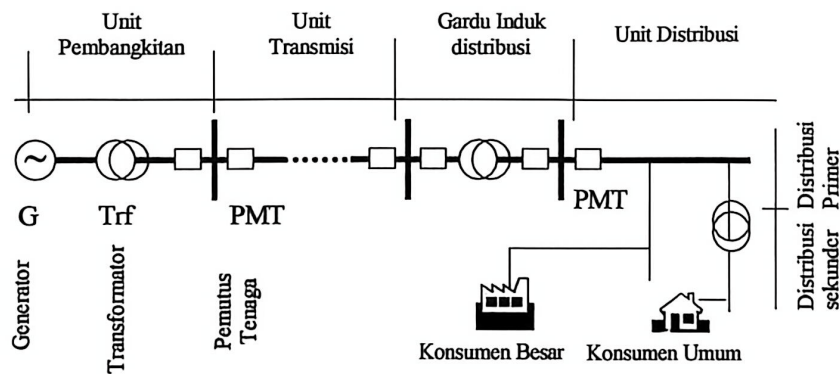 Unit
Pembangkitan
Unit
Transmisi
Gardu Induk
distribusi
Unit Distribusi
~
G
Trf
PMT
PMT
Generator
Transformator
Pemutus
Tenaga
Distribusi
Primer
Distribusi
sekunder
Konsumen Besar
Konsumen Umum